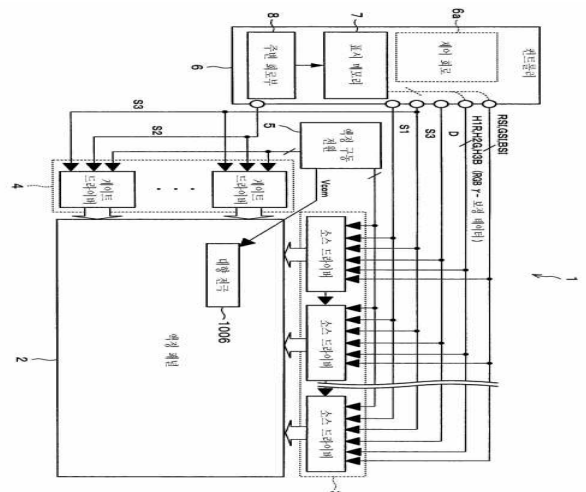 1
컨트롤러
제어 회로
6a
표시 메모리
7
주변 회로부
8
6
RS(GS)(BS)
H1R,H2G,H3B (RGB γ - 보정 데이터)
D
S3
S1
S2
S3
5
액정 구동
전원
Vcom
4
게이트
드라이버
게이트
드라이버
소스 드라이버
소스 드라이버
소스 드라이버
대향 전극
1006
액정 패널
2